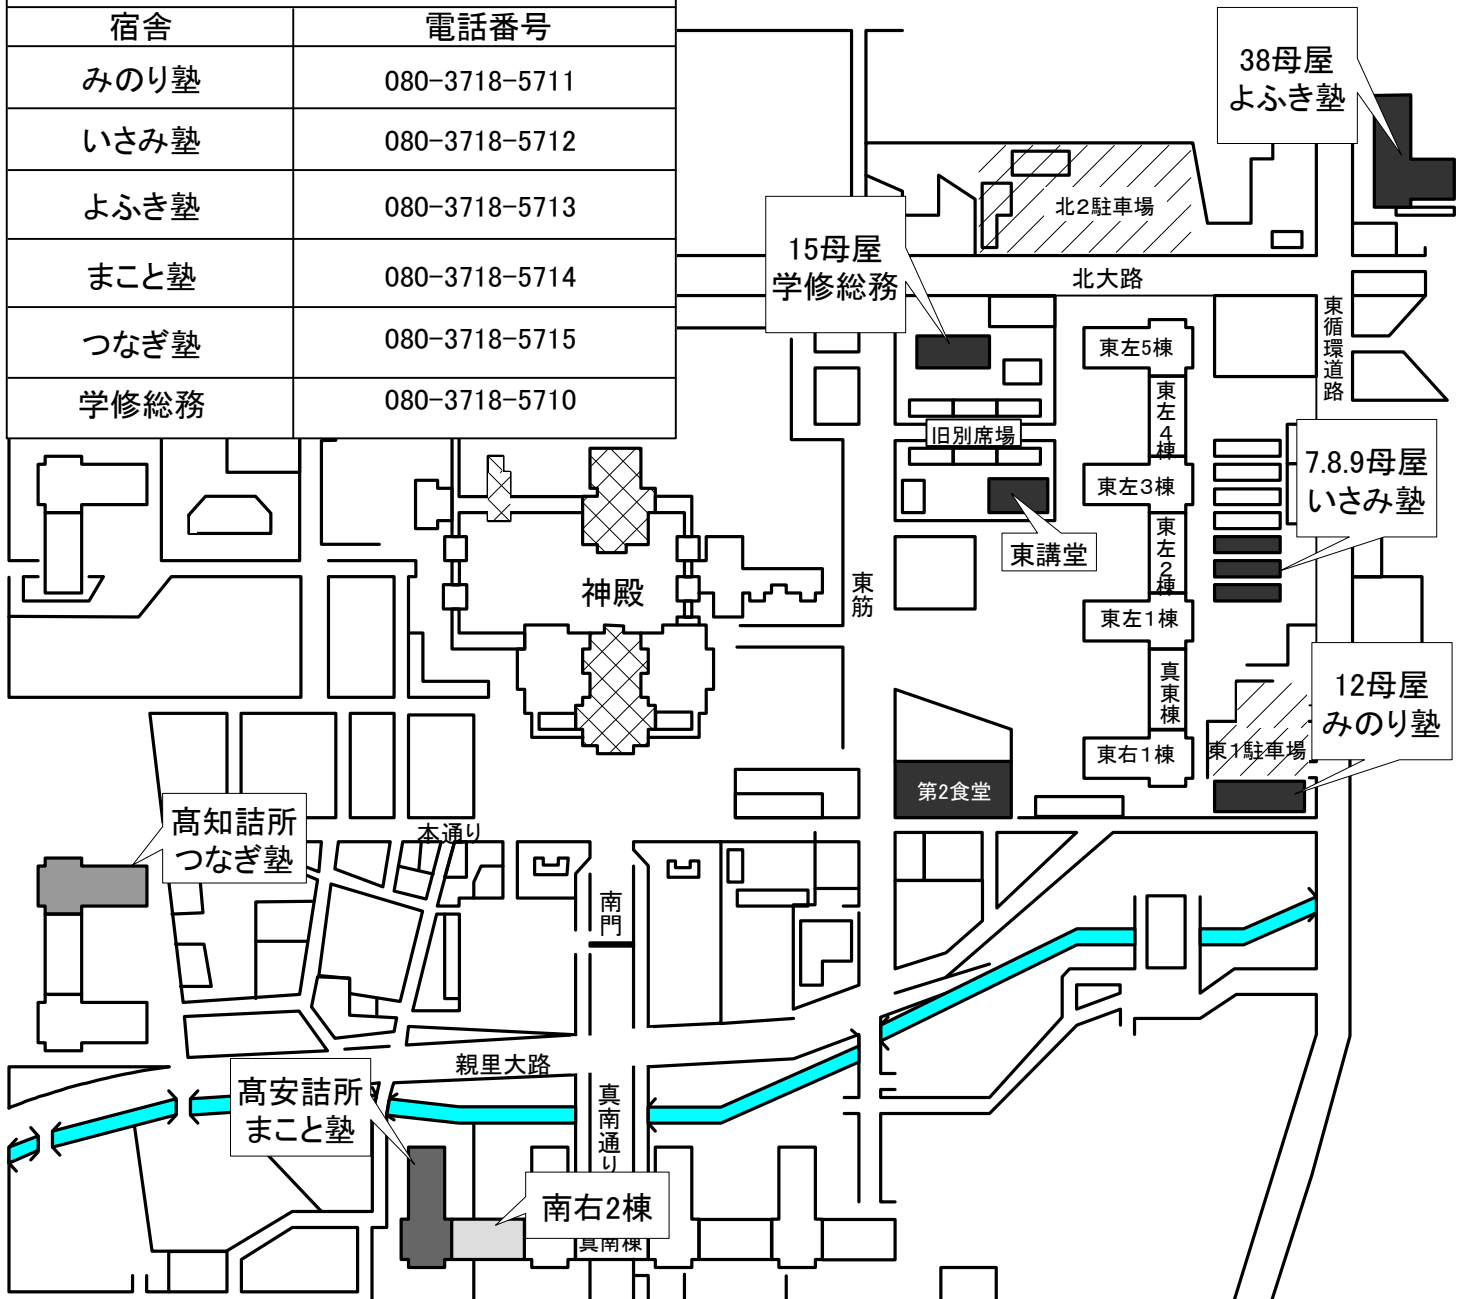 宿舎 電話番号
みのり塾 080-3718-5711
いさみ塾 080-3718-5712
よふき塾 080-3718-5713
まこと塾 080-3718-5714
つなぎ塾 080-3718-5715
学修総務 080-3718-5710
38母屋
よふき塾
北2駐車場
15母屋
学修総務
北大路
東循環道路
東左5棟
東左4棟
旧別席場
7.8.9母屋
いさみ塾
東左3棟
東講堂
東左2棟
神殿
東筋
東左1棟
真東棟
12母屋
みのり塾
東右1棟
東1駐車場
第2食堂
髙知詰所
つなぎ塾
本通り
南門
親里大路
髙安詰所
まこと塾
真南通り
南右2棟
真南棟